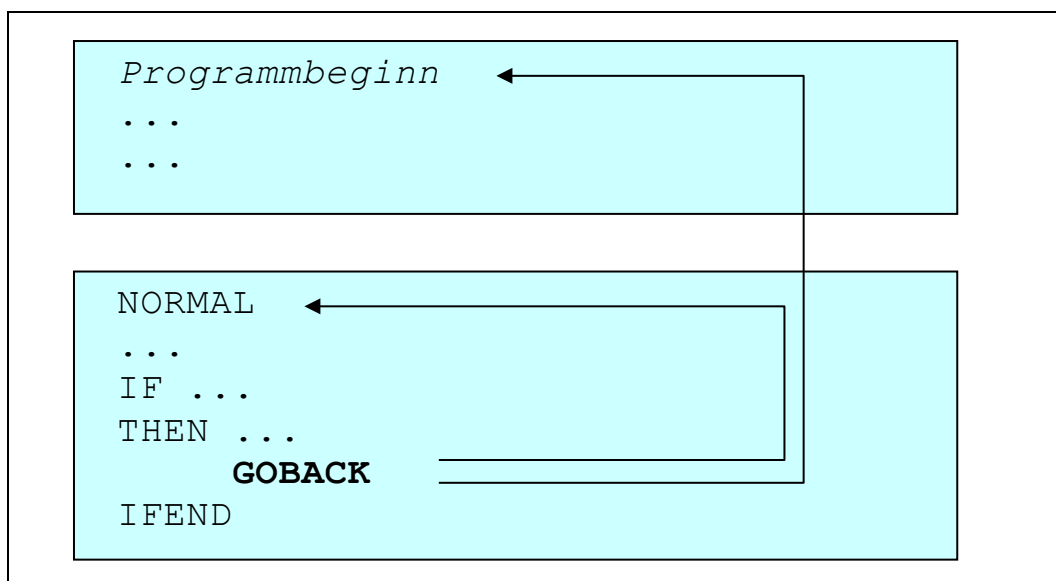 Programmbeginn
...
...
NORMAL
...
IF ...
THEN ...
GOBACK
IFEND